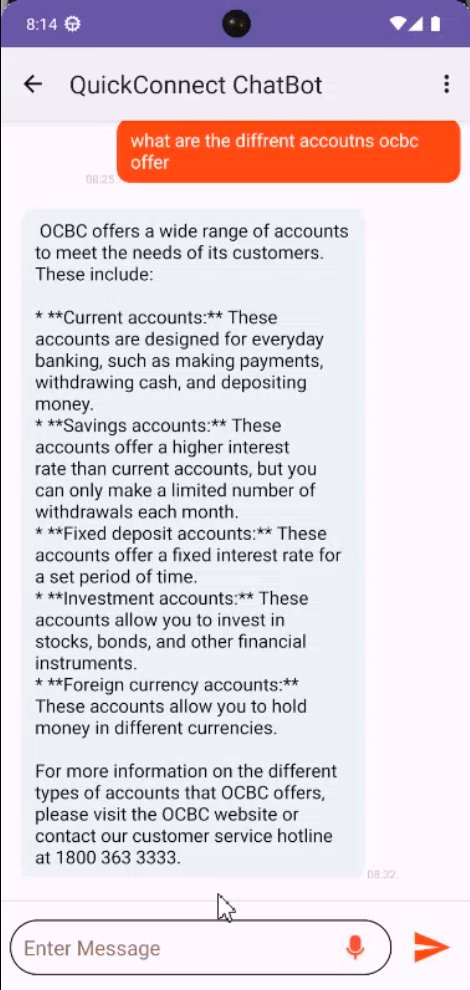 8:14
QuickConnect ChatBot
what are the diffrent accoutns ocbc
offer
08:25
OCBC offers a wide range of accounts
to meet the needs of its customers.
These include:
* **Current accounts:** These
accounts are designed for everyday
banking, such as making payments,
withdrawing cash, and depositing
money.
* **Savings accounts:** These
accounts offer a higher interest
rate than current accounts, but you
can only make a limited number of
withdrawals each month.
* **Fixed deposit accounts:** These
accounts offer a fixed interest rate for
a set period of time.
* **Investment accounts:** These
accounts allow you to invest in
stocks, bonds, and other financial
instruments.
* **Foreign currency accounts:**
These accounts allow you to hold
money in different currencies.
For more information on the different
types of accounts that OCBC offers,
please visit the OCBC website or
contact our customer service hotline
at 1800 363 3333.
08:32
Enter Message